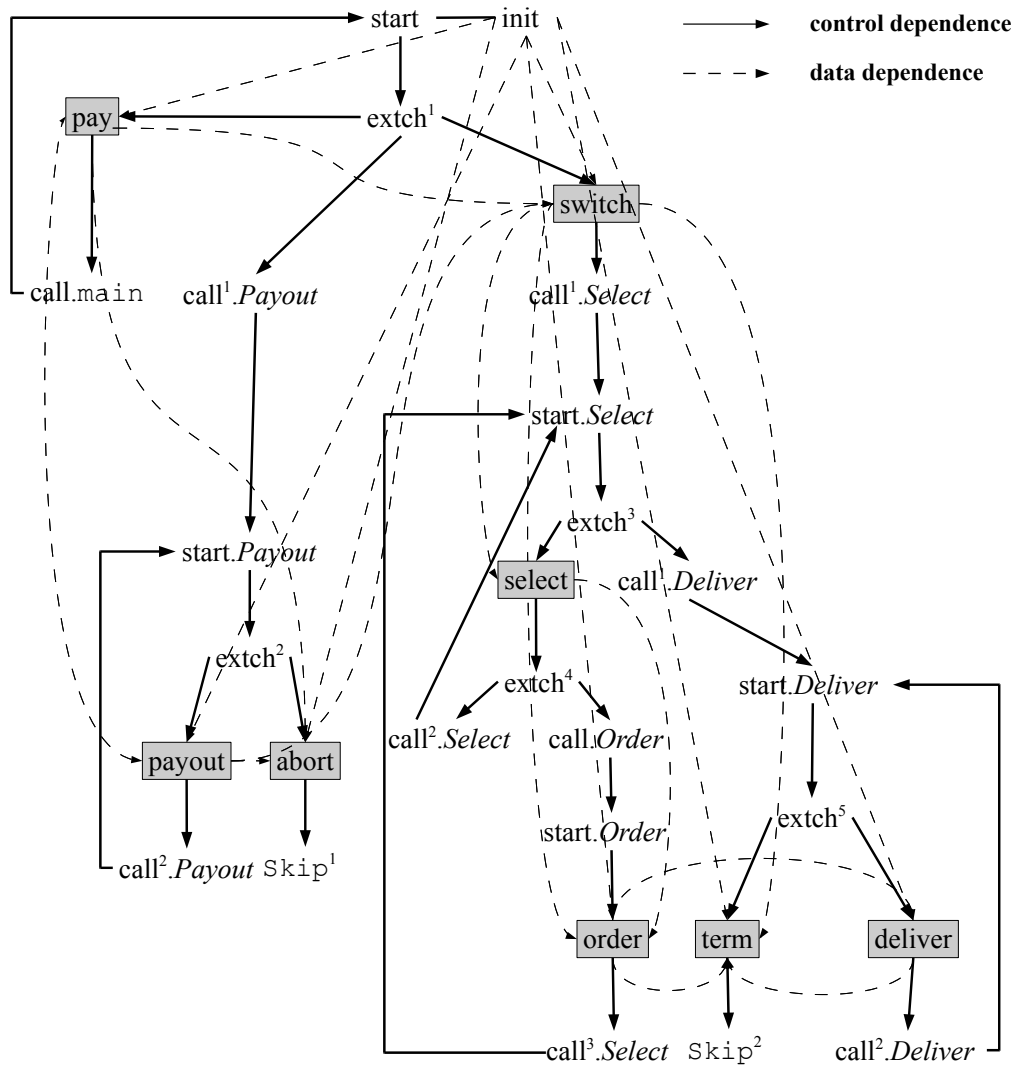 start init control dependence
data dependence
pay extch¹
switch
call.main call¹.Payout call¹.Select
start.Select
extch³
start.Payout
select call¹.Deliver
extch²
extch⁴ start.Deliver
call².Select call.Order
payout abort
extch⁵
start.Order
call².Payout Skip¹
order term deliver
call³.Select Skip² call².Deliver